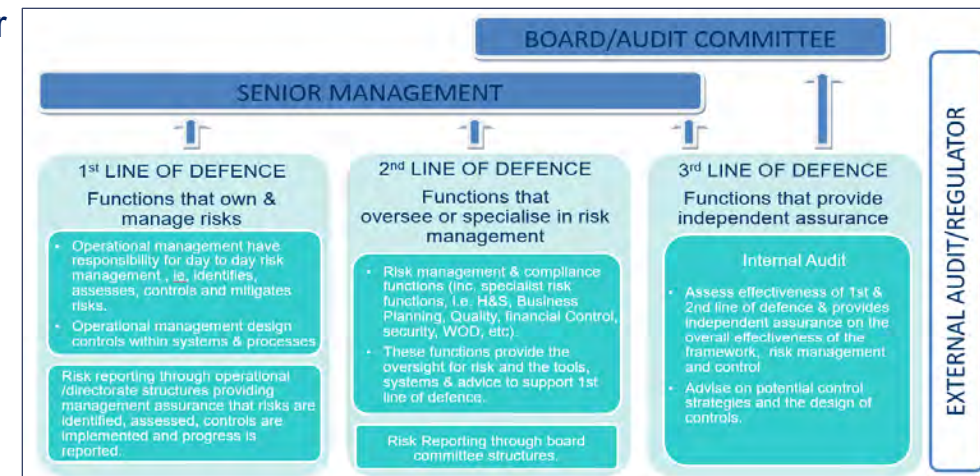 r
BOARD/AUDIT COMMITTEE
SENIOR MANAGEMENT
1st LINE OF DEFENCE
Functions that own &
manage risks
• Operational management have
responsibility for day to day risk
management , ie, identifies,
assesses, controls and mitigates
risks.
• Operational management design
controls within systems & processes
Risk reporting through operational
/directorate structures providing
management assurance that risks are
identified, assessed, controls are
implemented and progress is
reported.
2nd LINE OF DEFENCE
Functions that
oversee or specialise in risk
management
• Risk management & compliance
functions (inc. specialist risk
functions, i.e. H&S, Business
Planning, Quality, financial Control,
security, WOD, etc).
• These functions provide the
oversight for risk and the tools,
systems & advice to support 1st
line of defence.
Risk Reporting through board
committee structures.
3rd LINE OF DEFENCE
Functions that provide
independent assurance
Internal Audit
• Assess effectiveness of 1st &
2nd line of defence & provides
independent assurance on the
overall effectiveness of the
framework, risk management
and control
• Advise on potential control
strategies and the design of
controls.
EXTERNAL AUDIT/REGULATOR